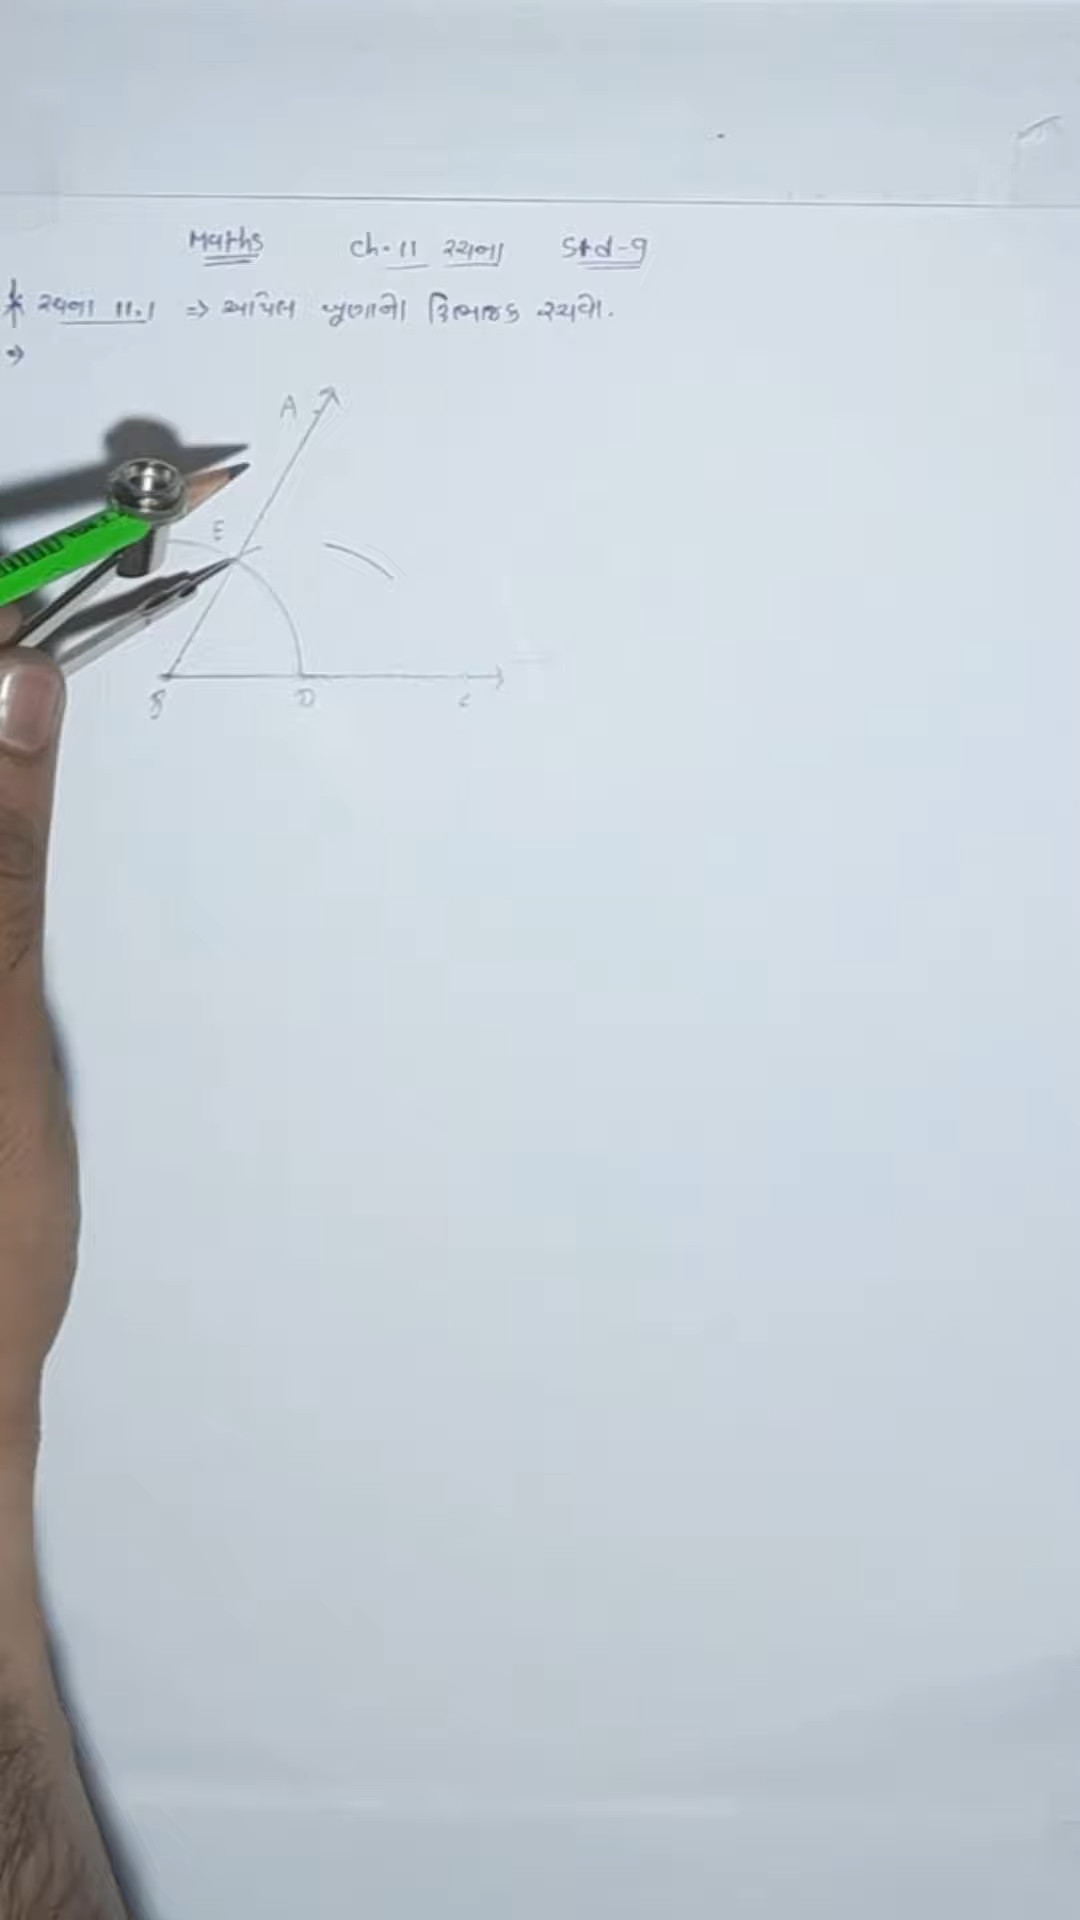 Maths ch-11 રચના Std-9
* રચના 11.1 ⇒ આપેલ ખૂણાનો દ્વિભાજક રચવો.
⇒
A
E
B D C